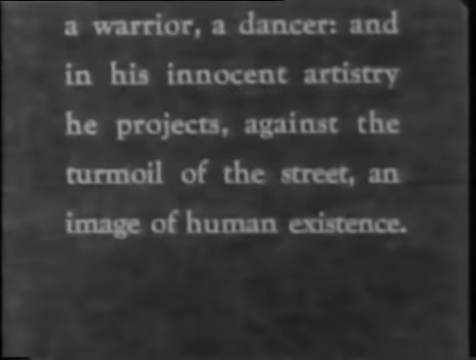 a warrior, a dancer: and
in his innocent artistry
he projects, against the
turmoil of the street, an
image of human existence.